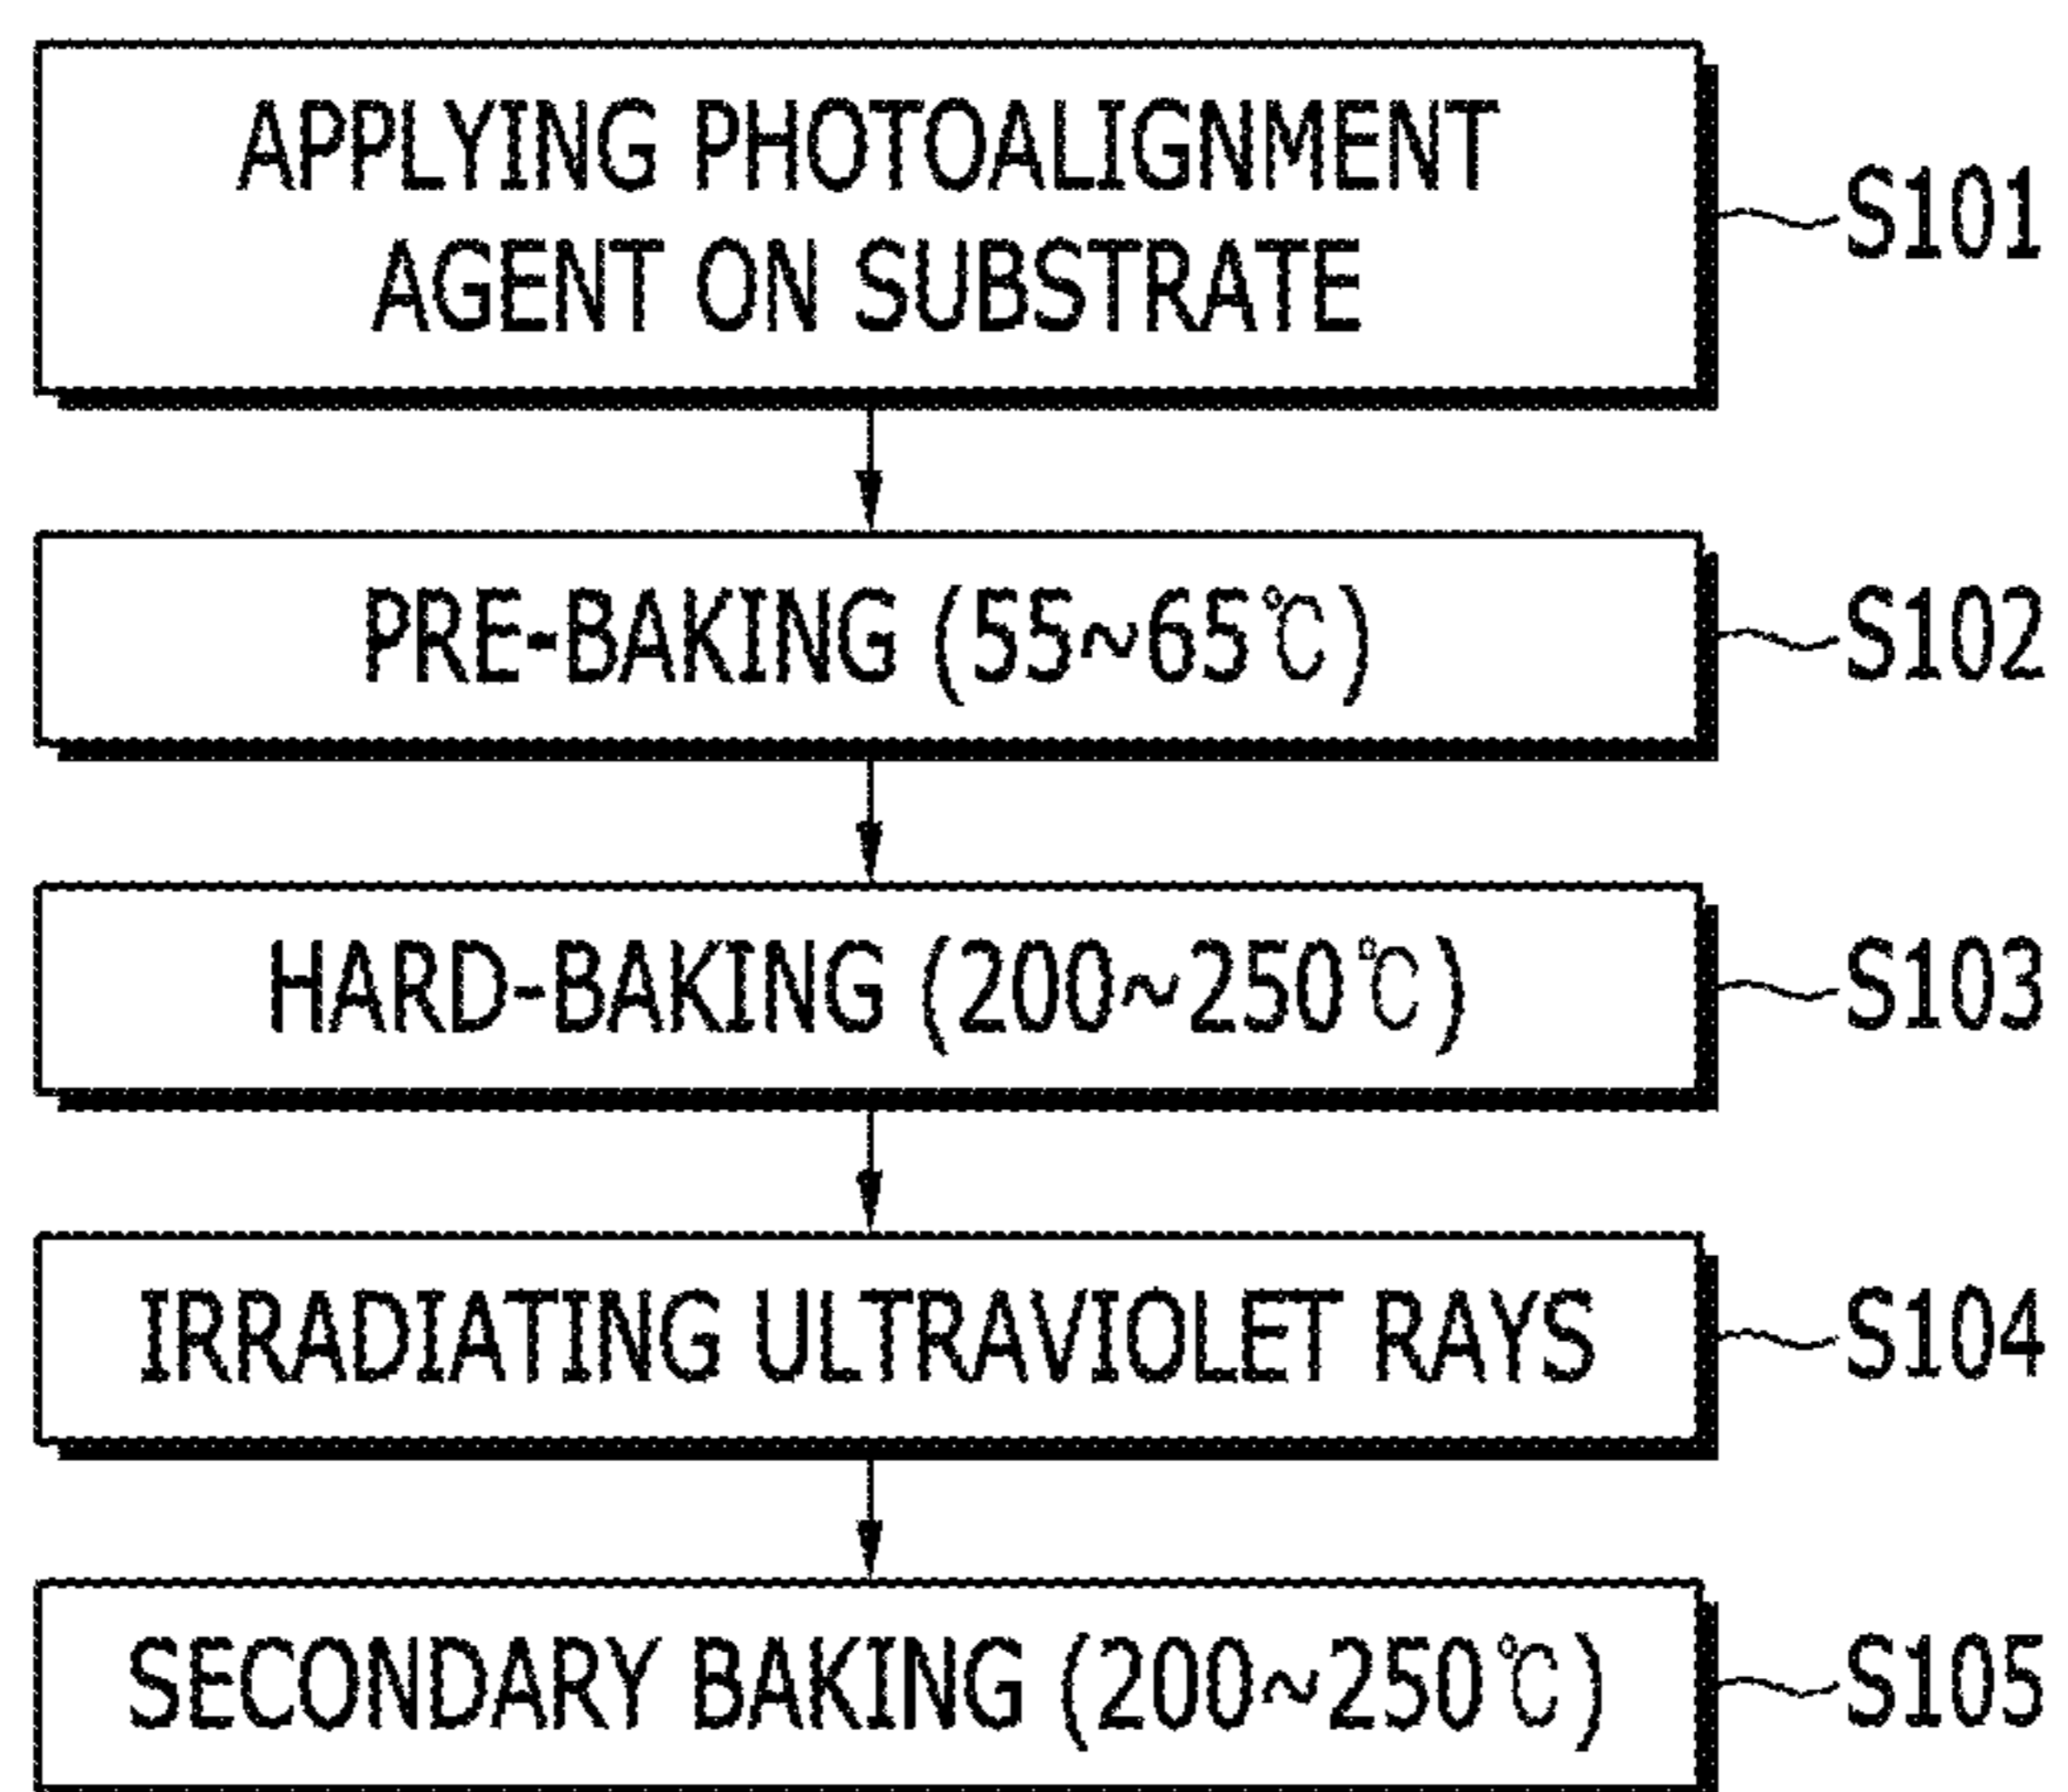 APPLYING PHOTOALIGNMENT
AGENT ON SUBSTRATE
S101
PRE-BAKING (55~65℃)
S102
HARD-BAKING (200~250℃)
S103
IRRADIATING ULTRAVIOLET RAYS
S104
SECONDARY BAKING (200~250℃)
S105